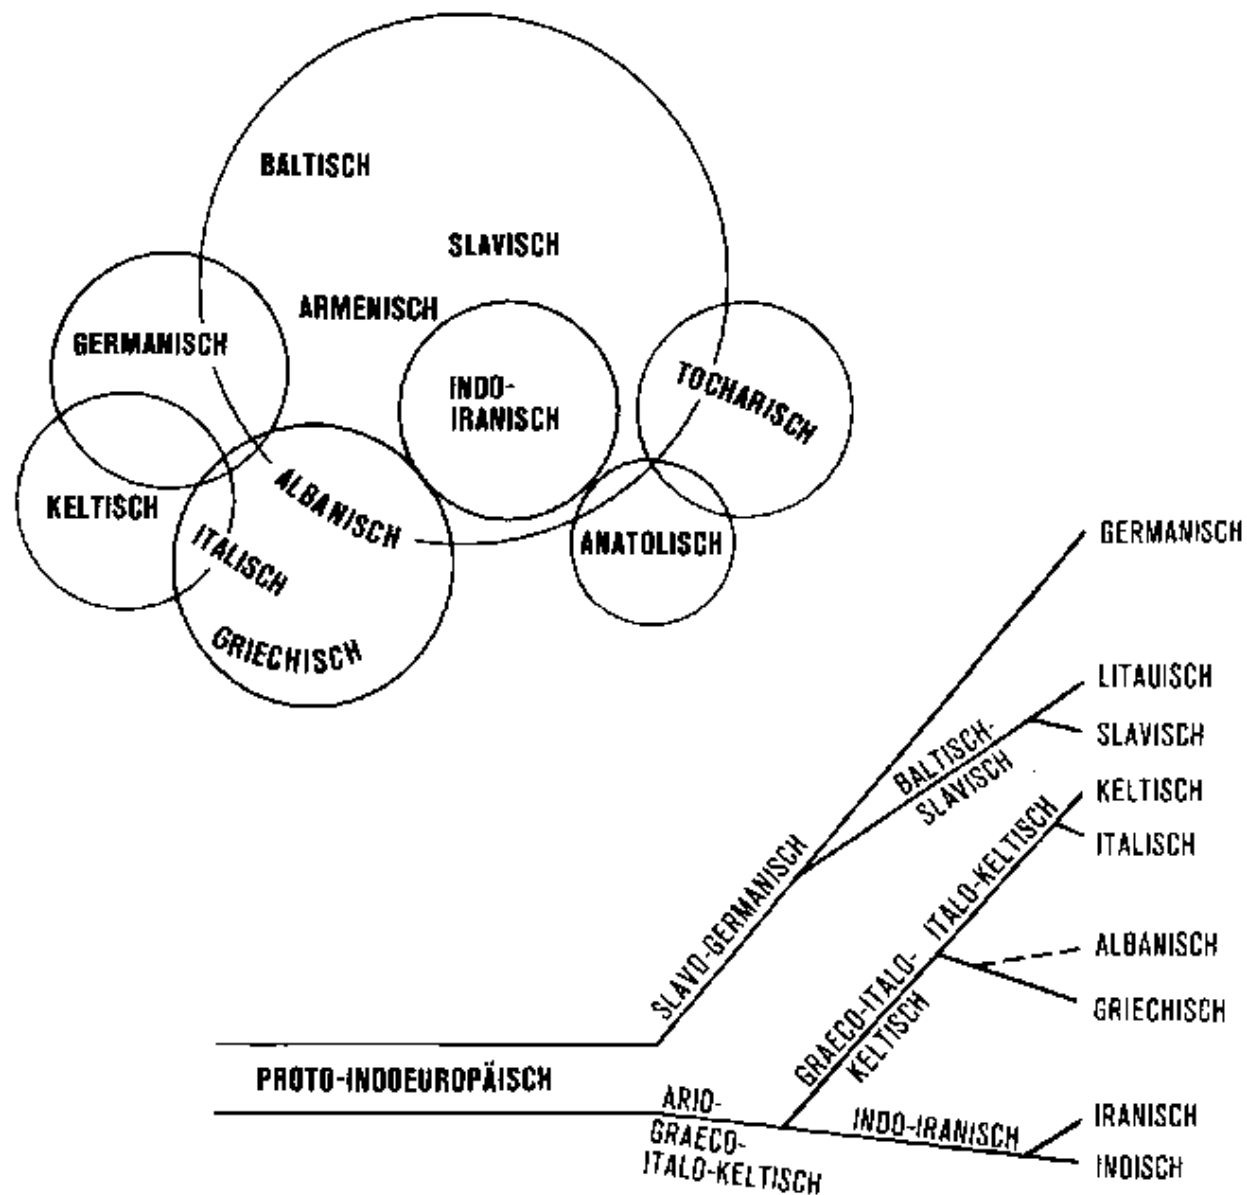 BALTISCH
SLAVISCH
ARMENISCH
GERMANISCH
INDO-
IRANISCH
TOCHARISCH
KELTISCH
ALBANISCH
ITALISCH
ANATOLISCH
GRIECHISCH
GERMANISCH
LITAUISCH
BALTISCH-
SLAVISCH
SLAVISCH
KELTISCH
ITALISCH
SLAVO-GERMANISCH
ITALO-KELTISCH
GRAECO-ITALO-
KELTISCH
ALBANISCH
GRIECHISCH
PROTO-INDOEUROPÄISCH
ARIO-
GRAECO-
ITALO-KELTISCH
INDO-IRANISCH
IRANISCH
INDISCH